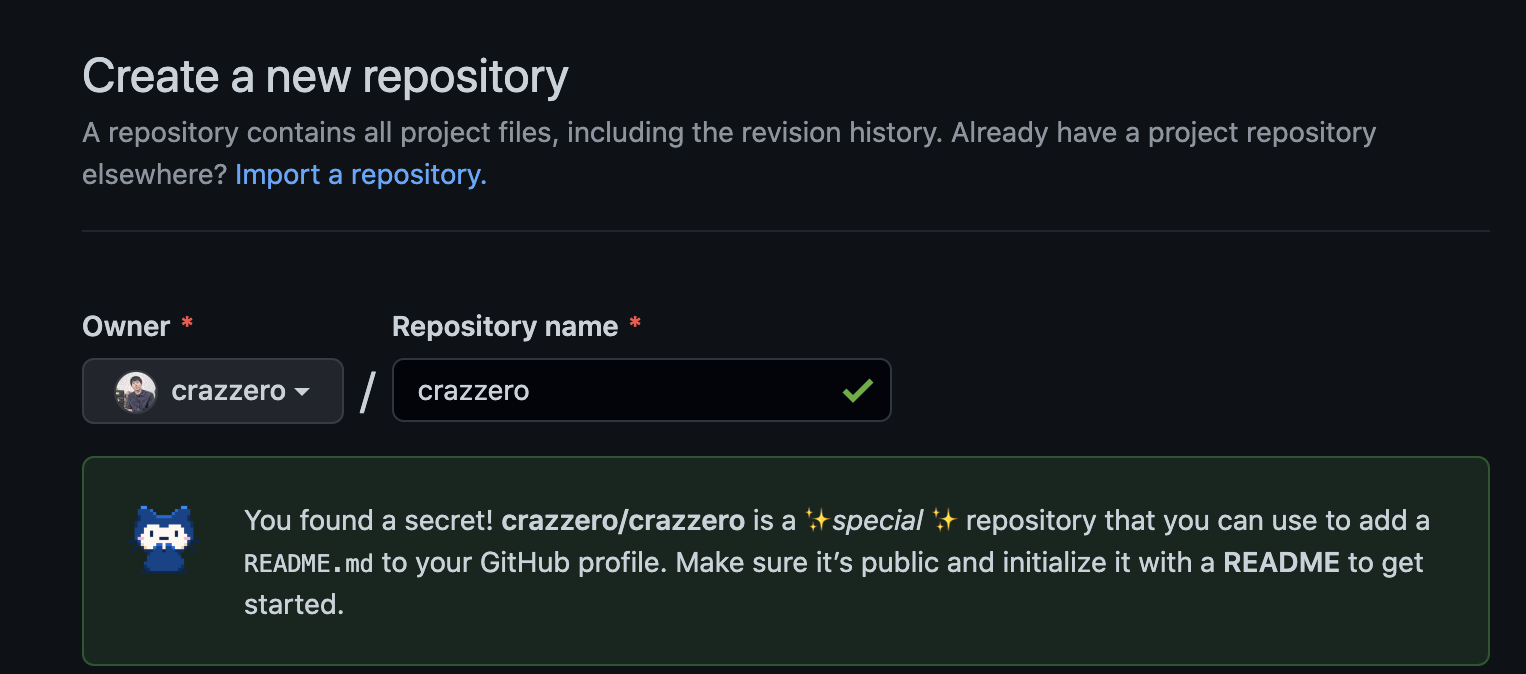 Create a new repository
A repository contains all project files, including the revision history. Already have a project repository
elsewhere? Import a repository.
Owner * Repository name *
crazzero / crazzero
You found a secret! crazzero/crazzero is a ✨special ✨ repository that you can use to add a
README.md to your GitHub profile. Make sure it’s public and initialize it with a README to get
started.